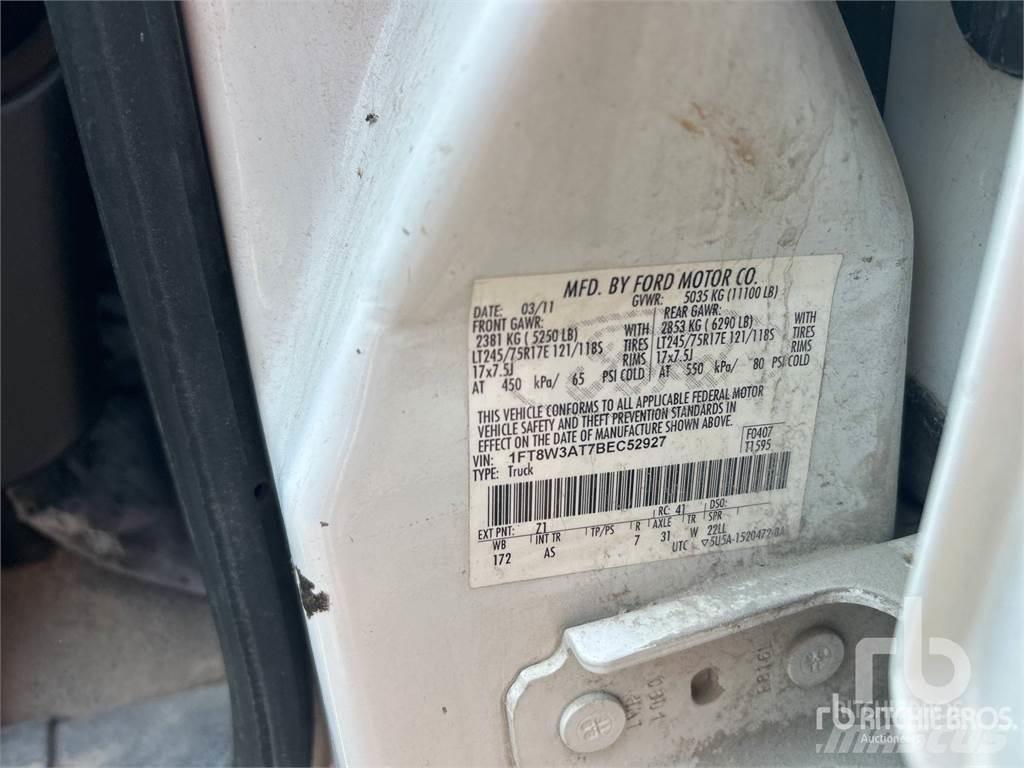 MFD. BY FORD MOTOR CO.
DATE: 03/11 GVWR: 5035 KG (11100 LB)
FRONT GAWR: REAR GAWR:
2381 KG ( 5250 LB) WITH 2853 KG ( 6290 LB) WITH
LT245/75R17E 121/118S TIRES LT245/75R17E 121/118S TIRES
17x7.5J RIMS 17x7.5J RIMS
AT 450 kPa/ 65 PSI COLD AT 550 kPa/ 80 PSI COLD
THIS VEHICLE CONFORMS TO ALL APPLICABLE FEDERAL MOTOR
VEHICLE SAFETY AND THEFT PREVENTION STANDARDS IN
EFFECT ON THE DATE OF MANUFACTURE SHOWN ABOVE.
VIN: 1FT8W3AT7BEC52927 F0407
TYPE: Truck T1595
EXT PNT: Z1 RC: 41 DSO:
WB INT TR TP/PS R AXLE TR SPR
172 AS 7 31 W 22LL
UTC ▽5U5A-1520472-BA
rb
RITCHIE BROS.
Auctioneers